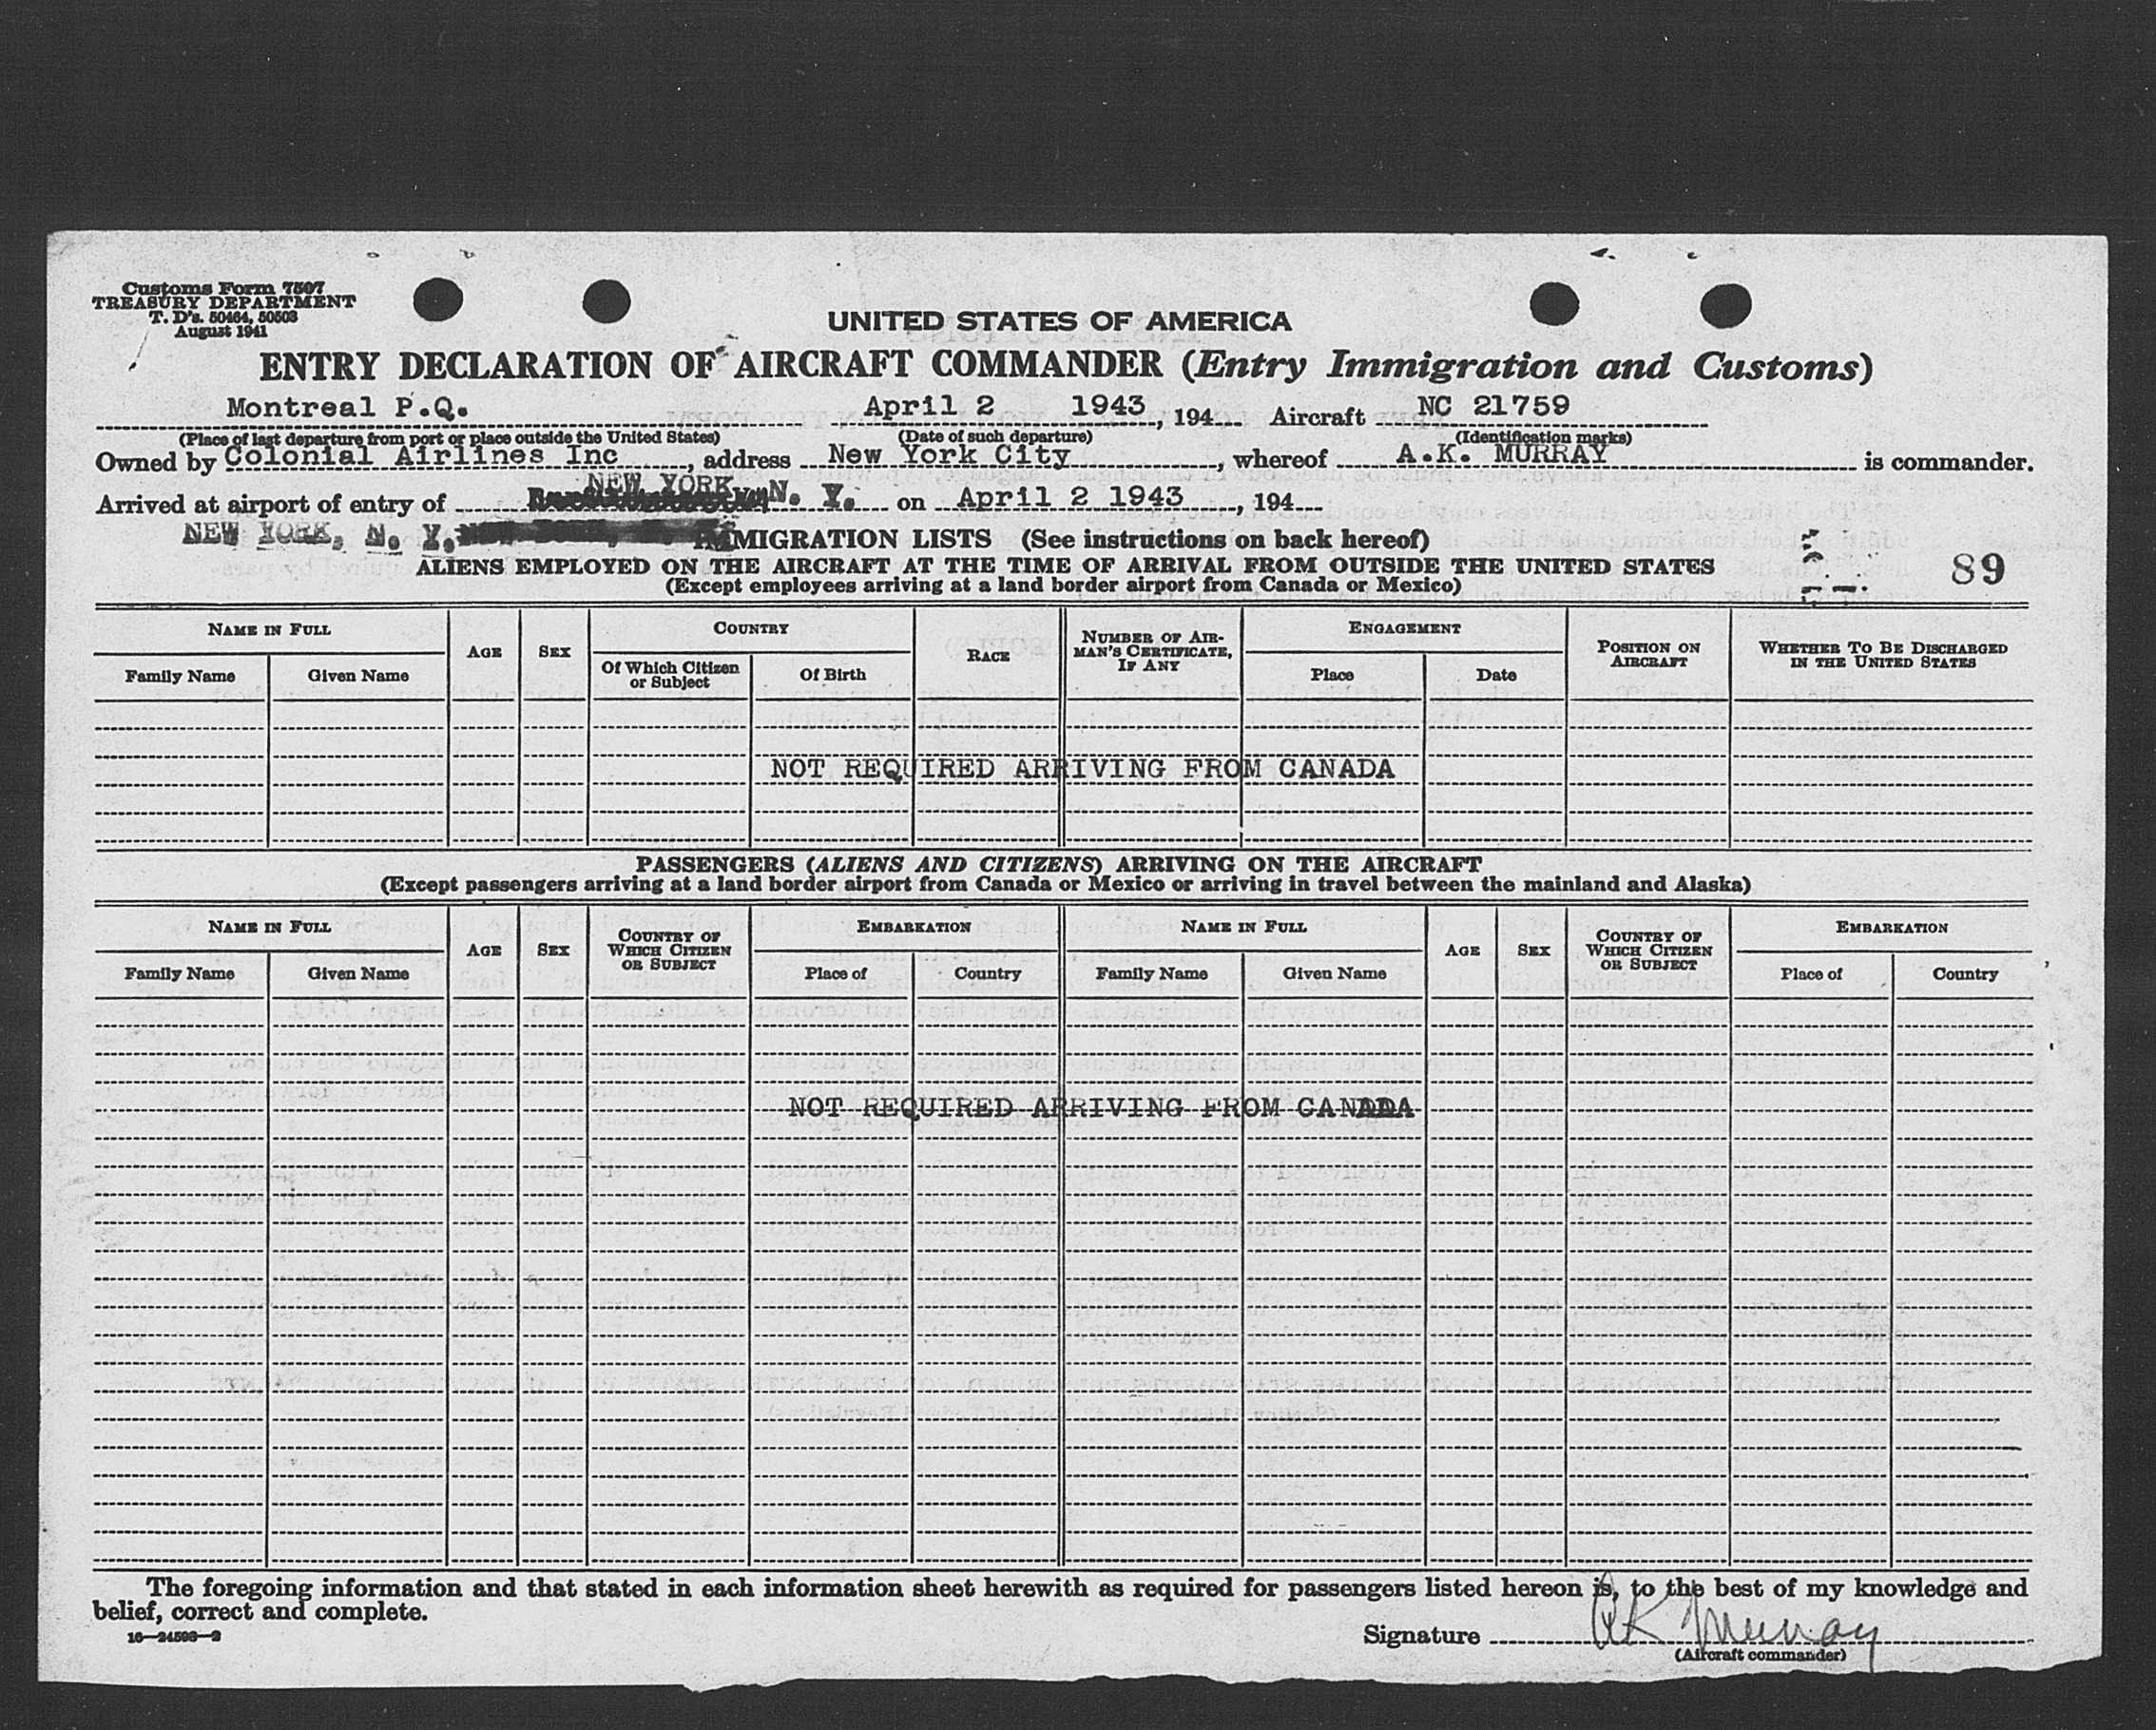 Customs Form 7507
TREASURY DEPARTMENT
T. D's. 50464, 50503
August 1941
UNITED STATES OF AMERICA
ENTRY DECLARATION OF AIRCRAFT COMMANDER (Entry Immigration and Customs)
Montreal P.Q. April 2 1943, 194 Aircraft NC 21759
(Place of last departure from port or place outside the United States) (Date of such departure) (Identification marks)
Owned by Colonial Airlines Inc, address New York City, whereof A.K. MURRAY is commander.
NEW YORK
Arrived at airport of entry of N. Y. on April 2 1943, 194
NEW YORK, N. Y. IMMIGRATION LISTS (See instructions on back hereof)
ALIENS EMPLOYED ON THE AIRCRAFT AT THE TIME OF ARRIVAL FROM OUTSIDE THE UNITED STATES 89
(Except employees arriving at a land border airport from Canada or Mexico)
NAME IN FULL AGE SEX COUNTRY RACE NUMBER OF AIRMAN'S CERTIFICATE, IF ANY ENGAGEMENT POSITION ON AIRCRAFT WHETHER TO BE DISCHARGED IN THE UNITED STATES
Family Name Given Name Of Which Citizen or Subject Of Birth Place Date
NOT REQUIRED ARRIVING FROM CANADA
PASSENGERS (ALIENS AND CITIZENS) ARRIVING ON THE AIRCRAFT
(Except passengers arriving at a land border airport from Canada or Mexico or arriving in travel between the mainland and Alaska)
NAME IN FULL AGE SEX COUNTRY OF WHICH CITIZEN OR SUBJECT EMBARKATION NAME IN FULL AGE SEX COUNTRY OF WHICH CITIZEN OR SUBJECT EMBARKATION
Family Name Given Name Place of Country Family Name Given Name Place of Country
NOT REQUIRED ARRIVING FROM CANADA
The foregoing information and that stated in each information sheet herewith as required for passengers listed hereon is, to the best of my knowledge and
belief, correct and complete.
16—24593—2
Signature AK Murray
(Aircraft commander)